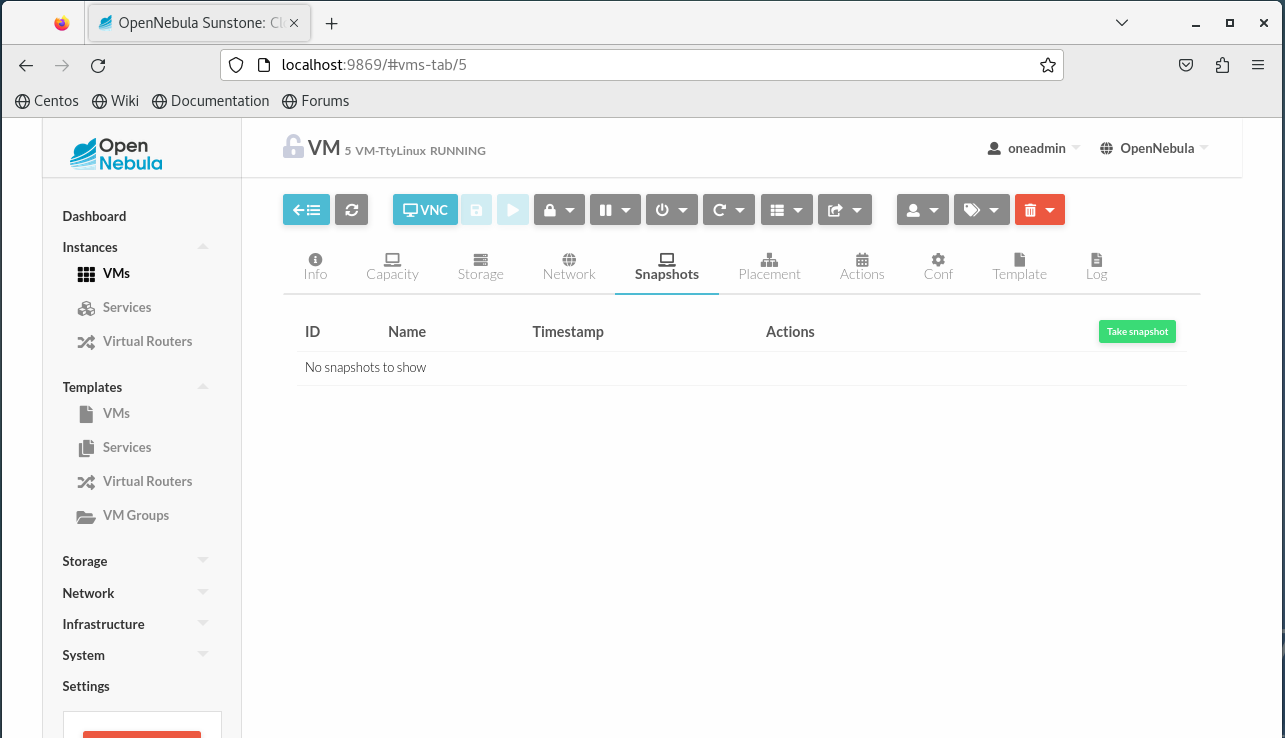 OpenNebula Sunstone: Cl
localhost:9869/#vms-tab/5
Centos Wiki Documentation Forums
Open
Nebula
VM 5 VM-TtyLinux RUNNING
oneadmin OpenNebula
VNC
Dashboard
Instances
VMs
Services
Virtual Routers
Templates
VMs
Services
Virtual Routers
VM Groups
Storage
Network
Infrastructure
System
Settings
Info Capacity Storage Network Snapshots Placement Actions Conf Template Log
ID Name Timestamp Actions Take snapshot
No snapshots to show